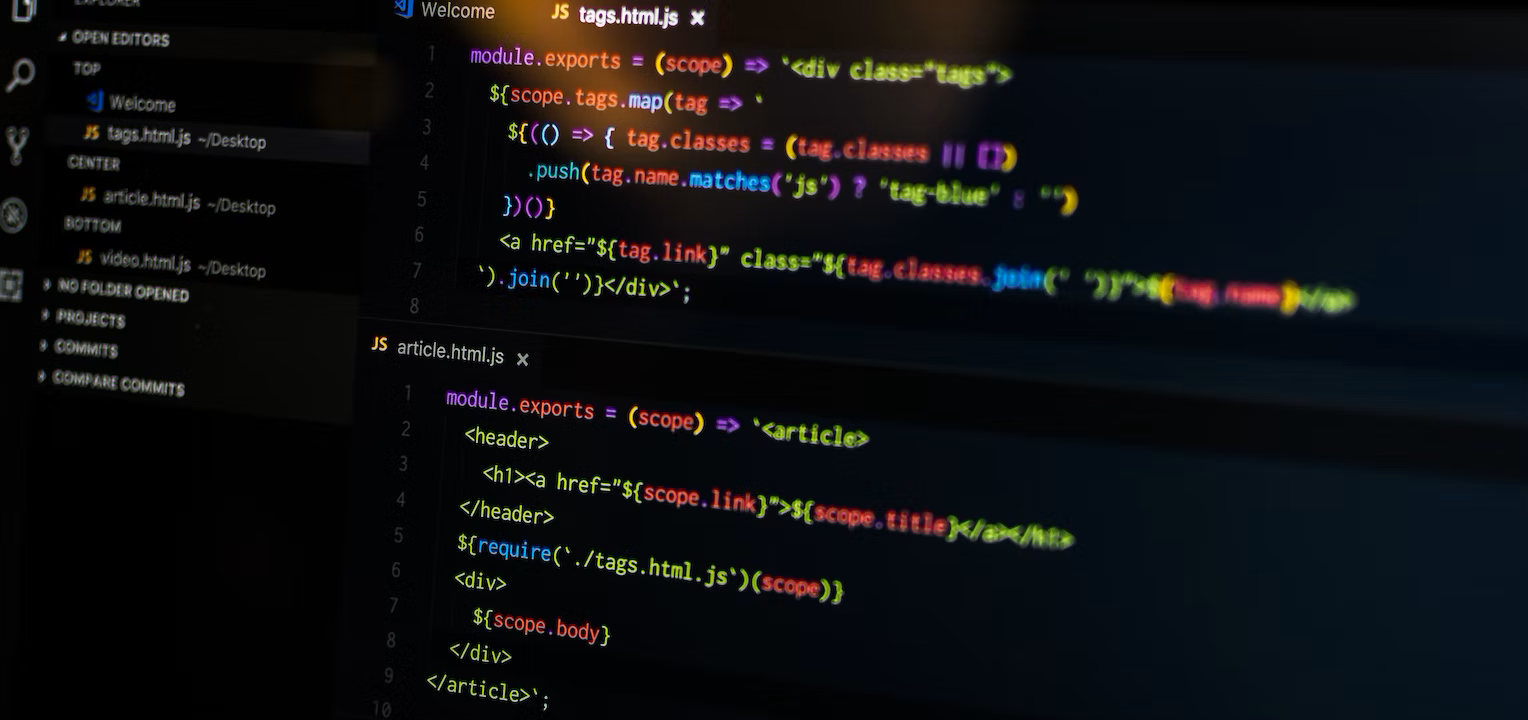 EXPLORER
OPEN EDITORS
TOP
Welcome
JS tags.html.js ~/Desktop
CENTER
JS article.html.js ~/Desktop
BOTTOM
JS video.html.js ~/Desktop
NO FOLDER OPENED
PROJECTS
COMMITS
COMPARE COMMITS
Welcome JS tags.html.js ×
1 module.exports = (scope) => `<div class="tags">
2 ${scope.tags.map(tag => `
3 ${(() => { tag.classes = (tag.classes || [])
4 .push(tag.name.matches('js') ? 'tag-blue' : '')
5 })()}
6 <a href="${tag.link}" class="${tag.classes.join(' ')}">${tag.name}</a>
7 `).join('')}</div>`;
8
JS article.html.js ×
1 module.exports = (scope) => `<article>
2 <header>
3 <h1><a href="${scope.link}">${scope.title}</a></h1>
4 </header>
5 ${require(`./tags.html.js`)(scope)}
6 <div>
7 ${scope.body}
8 </div>
9 </article>`;
10